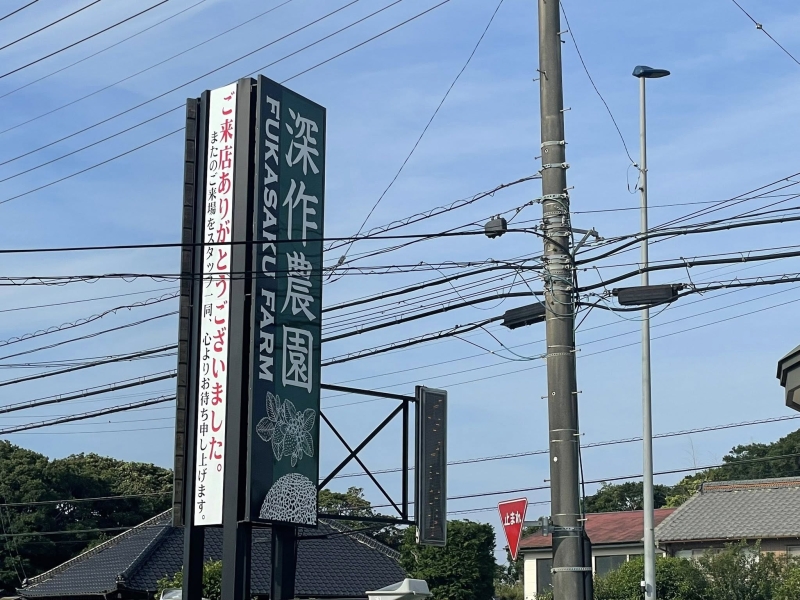 ご来店ありがとうございました。
またのご来場をスタッフ一同、心よりお待ち申し上げます。
深作農園
FUKASAKU FARM
止まれ